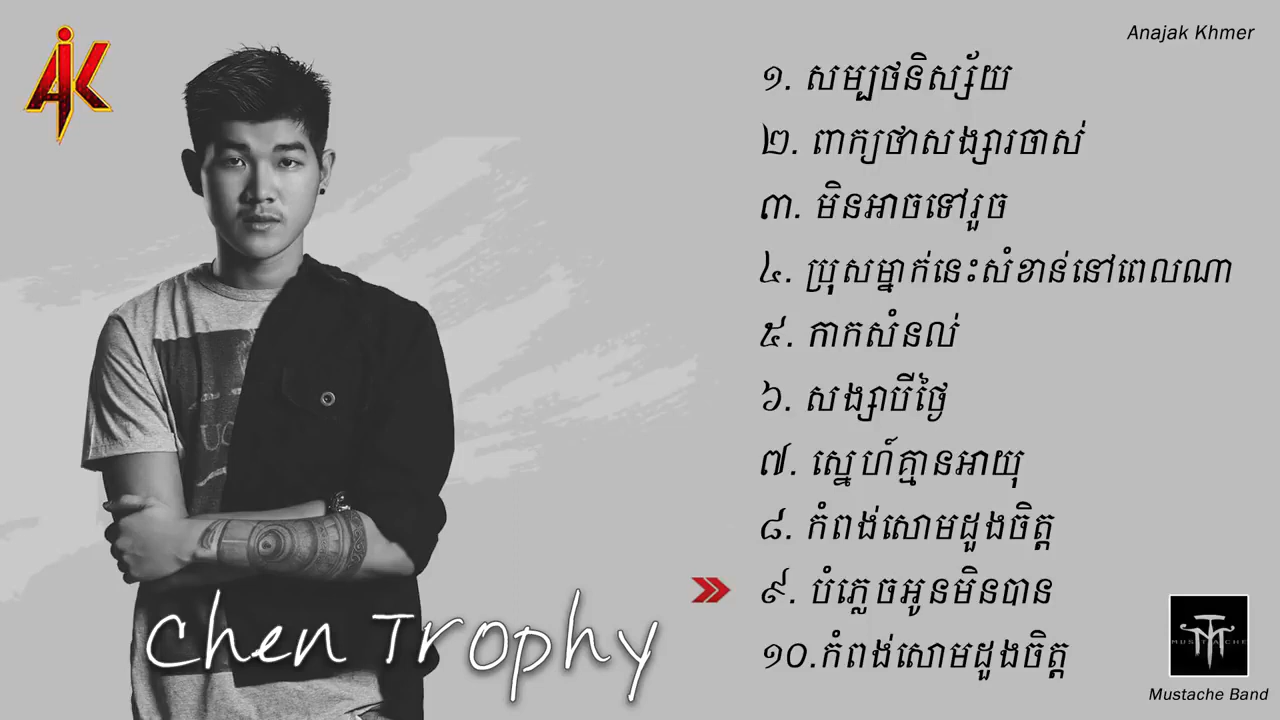 AK
Anajak Khmer
១. សម្បថនិស្ស័យ
២. ពាក្យថាសង្សារចាស់
៣. មិនអាចទៅរួច
៤. ប្រុសម្នាក់នេះសំខាន់នៅពេលណា
៥. កាកសំនល់
៦. សង្សាបីថ្ងៃ
៧. ស្នេហ៍គ្មានអាយុ
៨. កំពង់សោមដួងចិត្ត
៩. បំភ្លេចអូនមិនបាន
១០.កំពង់សោមដួងចិត្ត
Chen Trophy
MUSTACHE
Mustache Band